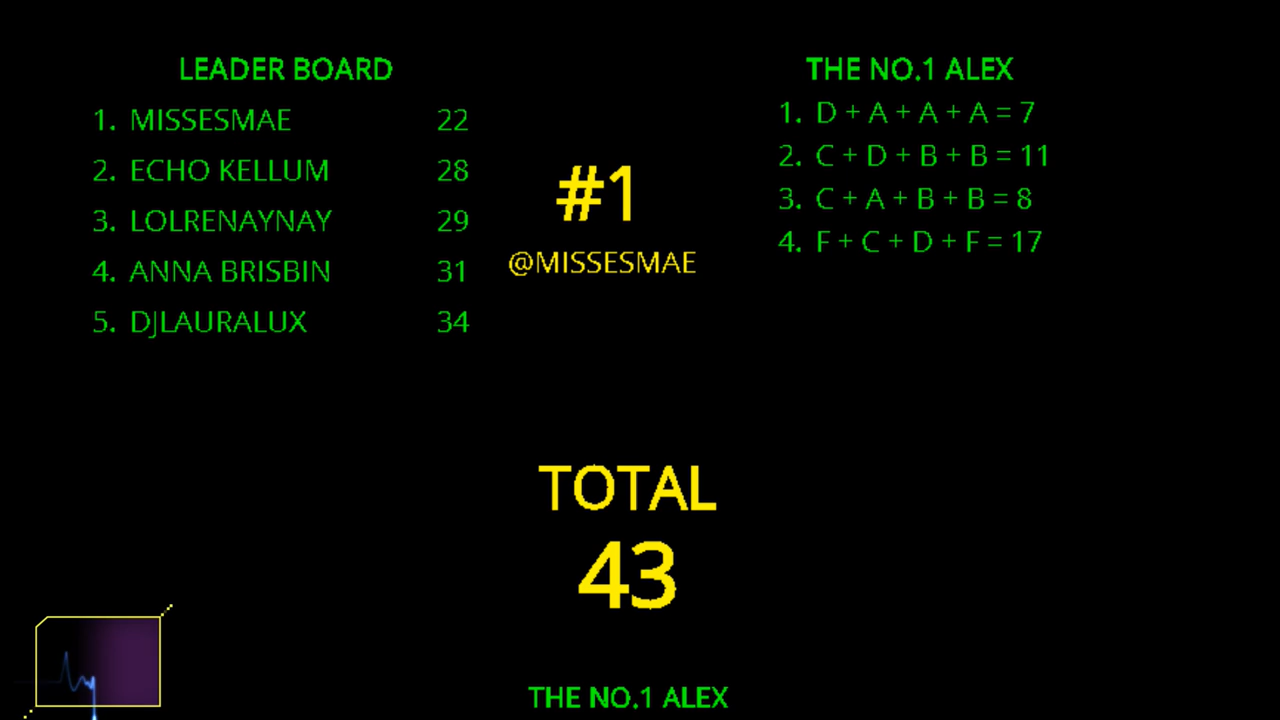 LEADER BOARD
1. MISSESMAE 22
2. ECHO KELLUM 28
3. LOLRENAYNAY 29
4. ANNA BRISBIN 31
5. DJLAURALUX 34
#1
@MISSESMAE
THE NO.1 ALEX
1. D + A + A + A = 7
2. C + D + B + B = 11
3. C + A + B + B = 8
4. F + C + D + F = 17
TOTAL
43
THE NO.1 ALEX